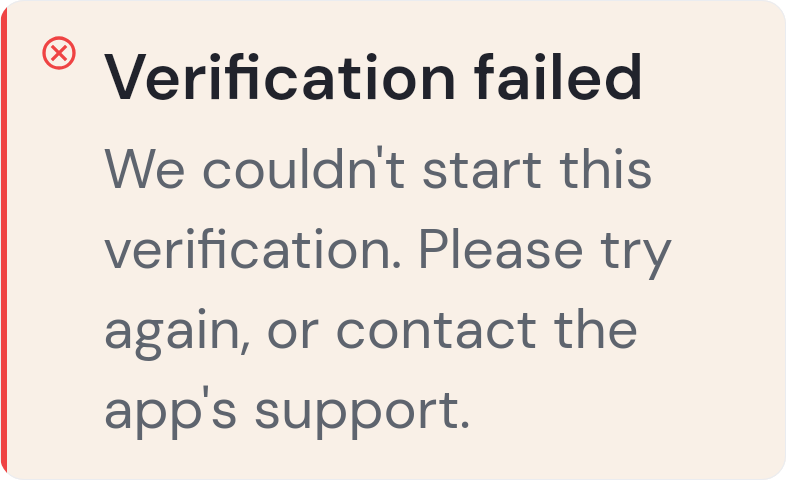 Verification failed
We couldn't start this
verification. Please try
again, or contact the
app's support.